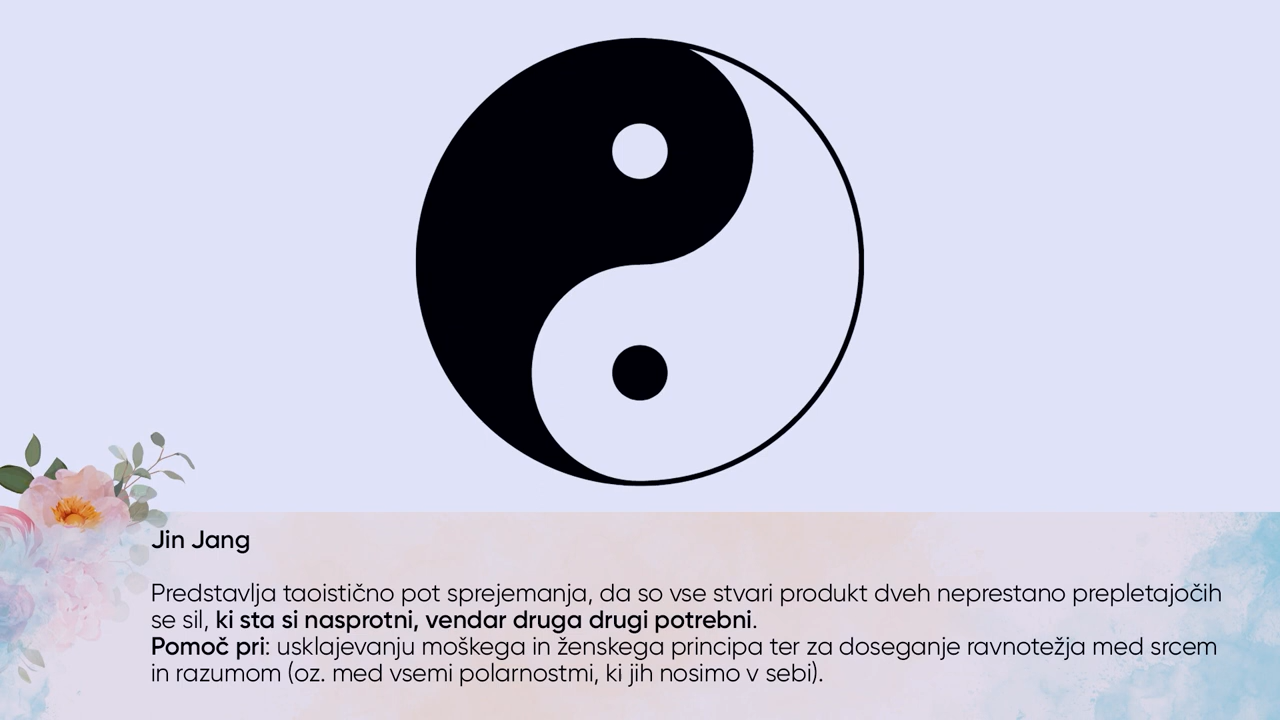 Jin Jang
Predstavlja taoistično pot sprejemanja, da so vse stvari produkt dveh neprestano prepletajočih
se sil, ki sta si nasprotni, vendar druga drugi potrebni.
Pomoč pri: usklajevanju moškega in ženskega principa ter za doseganje ravnotežja med srcem
in razumom (oz. med vsemi polarnostmi, ki jih nosimo v sebi).